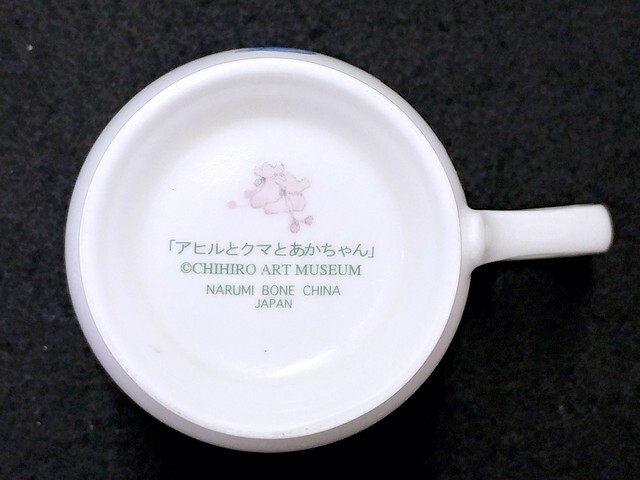 「アヒルとクマとあかちゃん」
©CHIHIRO ART MUSEUM
NARUMI BONE CHINA
JAPAN